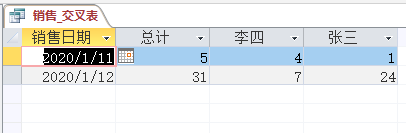 销售_交叉表
销售日期 总计 李四 张三
2020/1/11 5 4 1
2020/1/12 31 7 24